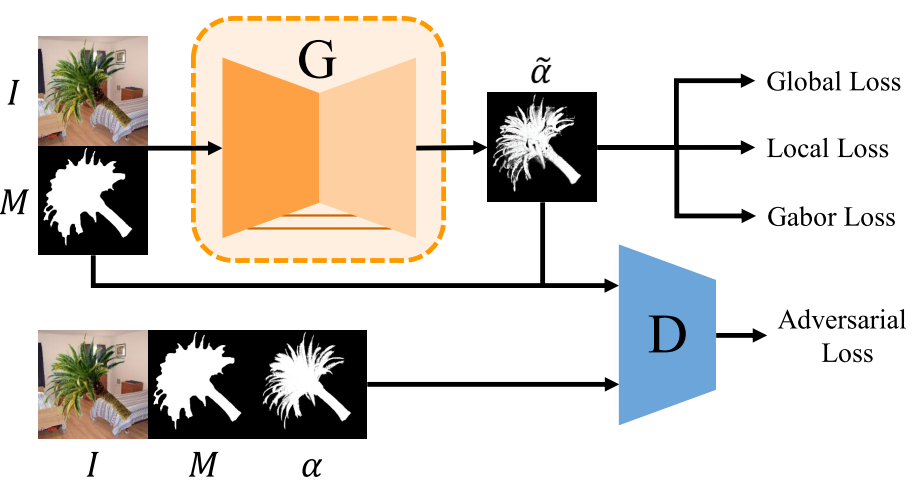 G
I
α̃
Global Loss
M
Local Loss
Gabor Loss
D
Adversarial
Loss
I
M
α